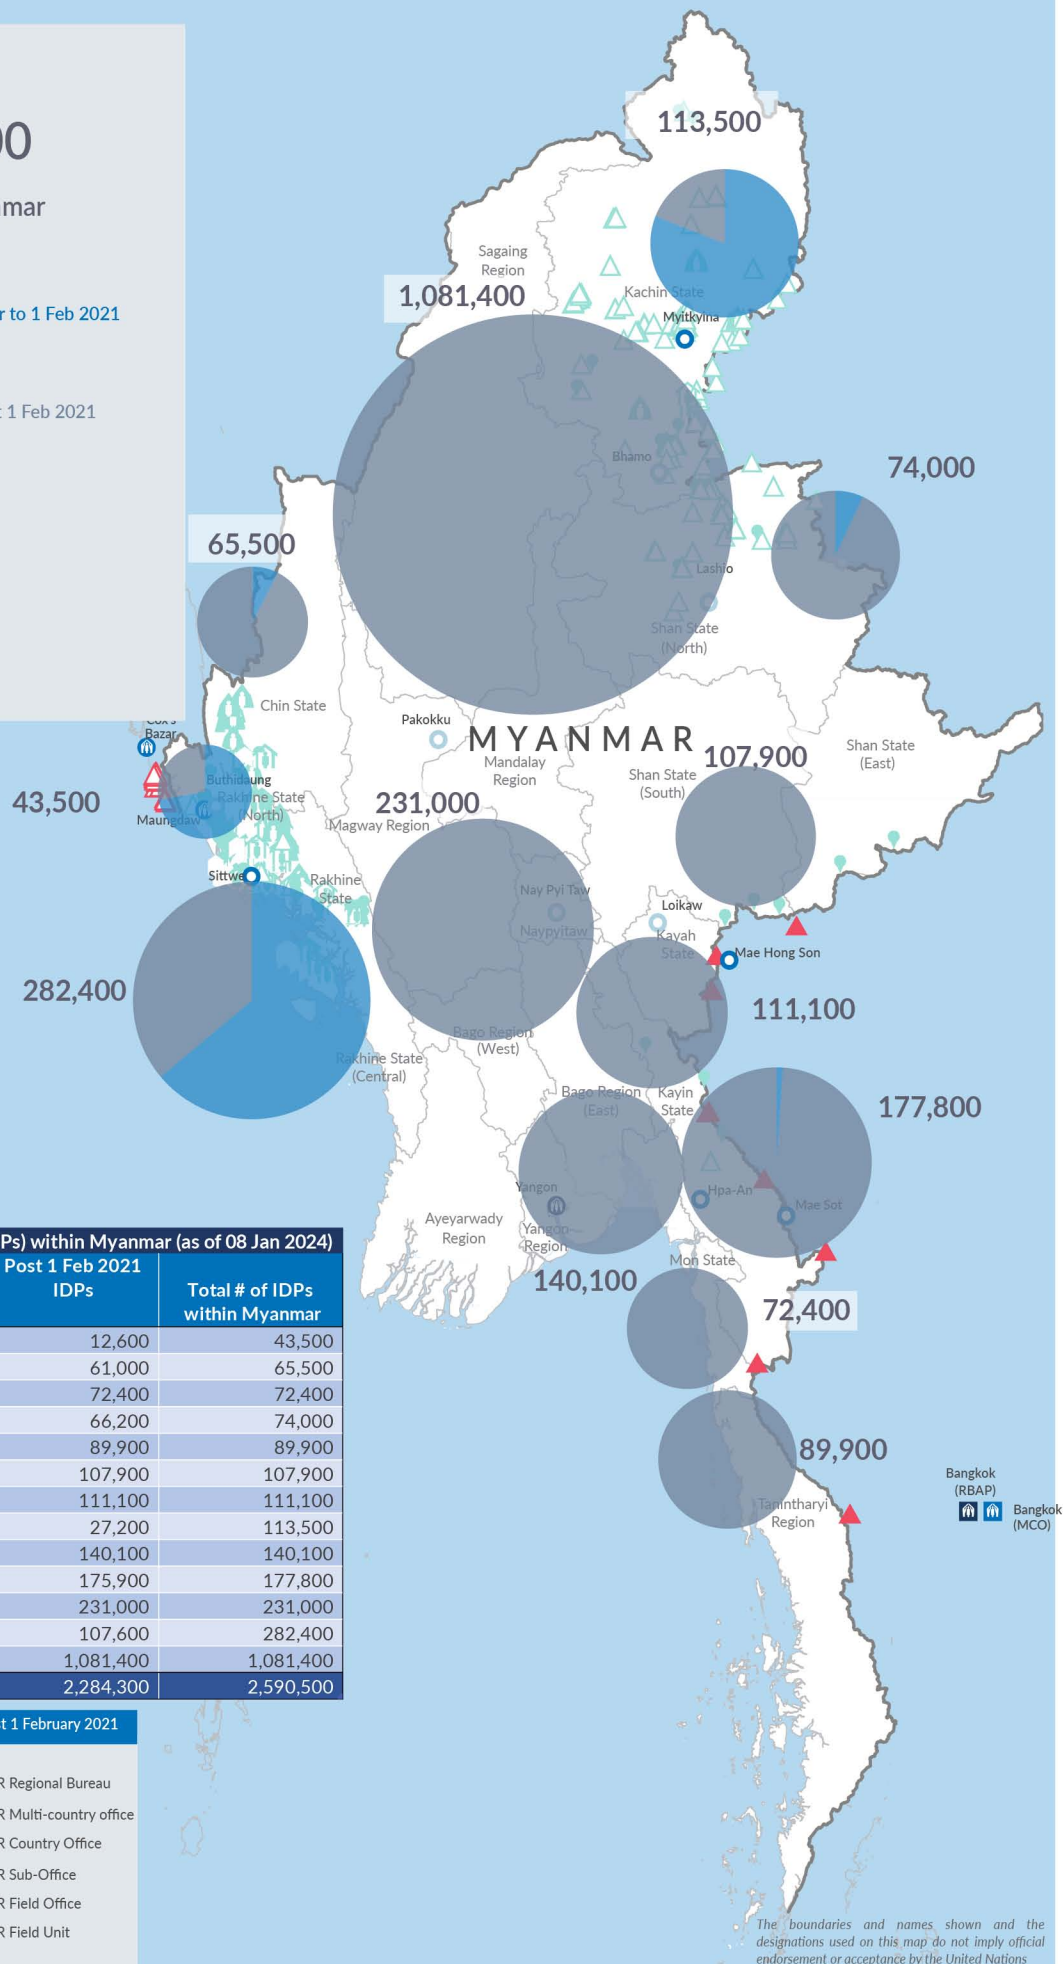 00
mar
r to 1 Feb 2021
t 1 Feb 2021
113,500
Sagaing
Region
1,081,400
Kachin State
Myitkyina
Bhamo
74,000
65,500
Lashio
Shan State
(North)
Chin State
Cox's
Bazar
Pakokku
MYANMAR
Mandalay
Region
107,900
Shan State
(South)
Shan State
(East)
43,500
Buthidaung
Rakhine State
(North)
Maungdaw
231,000
Magway Region
Sittwe
Rakhine
State
Nay Pyi Taw
Naypyitaw
Loikaw
Kayah
State
Mae Hong Son
282,400
111,100
Bago Region
(West)
Rakhine State
(Central)
Bago Region
(East)
Kayin
State
177,800
Hpa-An
Mae Sot
Yangon
Yangon
Region
Ayeyarwady
Region
Mon State
140,100
72,400
89,900
Tanintharyi
Region
Bangkok
(RBAP)
Bangkok
(MCO)
Ps) within Myanmar (as of 08 Jan 2024)
Post 1 Feb 2021
IDPs
Total # of IDPs
within Myanmar
12,600 43,500
61,000 65,500
72,400 72,400
66,200 74,000
89,900 89,900
107,900 107,900
111,100 111,100
27,200 113,500
140,100 140,100
175,900 177,800
231,000 231,000
107,600 282,400
1,081,400 1,081,400
2,284,300 2,590,500
st 1 February 2021
R Regional Bureau
R Multi-country office
R Country Office
R Sub-Office
R Field Office
R Field Unit
The boundaries and names shown and the
designations used on this map do not imply official
endorsement or acceptance by the United Nations